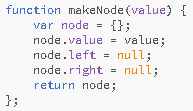 function makeNode(value) {
    var node = {};
    node.value = value;
    node.left = null;
    node.right = null;
    return node;
};